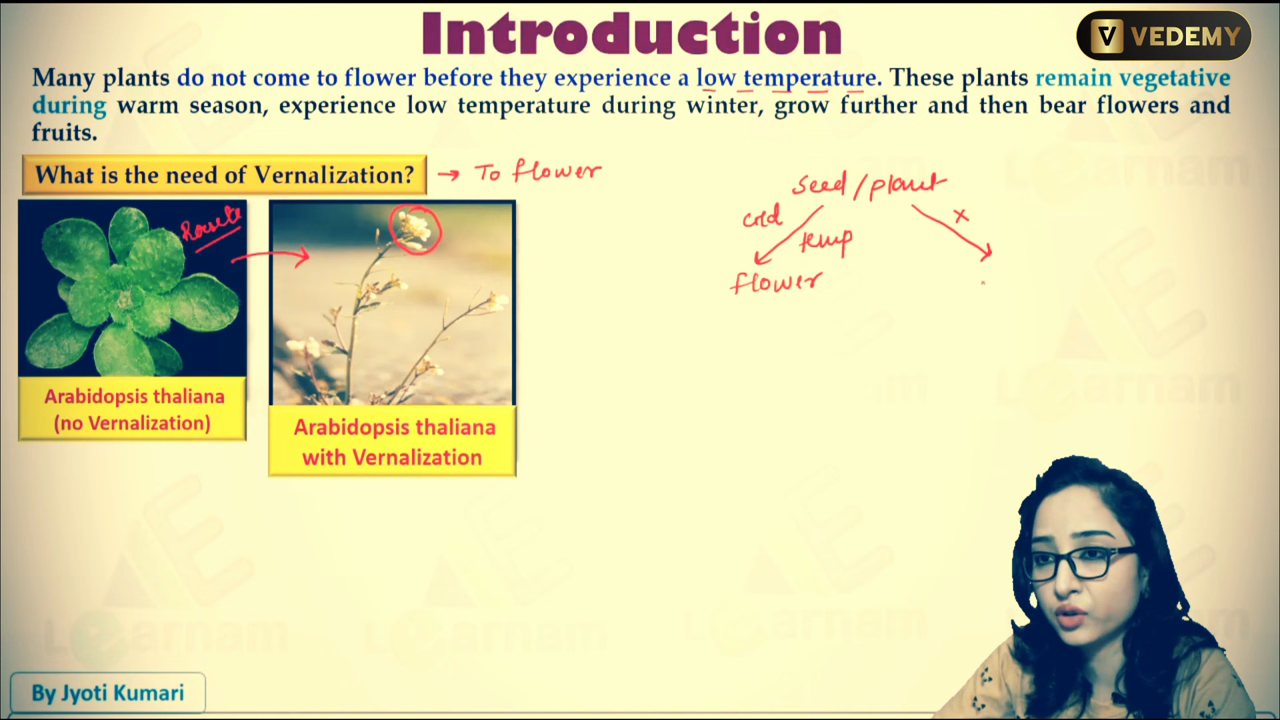 Introduction
VEDEMY
Many plants do not come to flower before they experience a low temperature. These plants remain vegetative
during warm season, experience low temperature during winter, grow further and then bear flowers and
fruits.
What is the need of Vernalization? → To flower
seed/plant
cold x
temp
flower
Arabidopsis thaliana
(no Vernalization)
Arabidopsis thaliana
with Vernalization
By Jyoti Kumari